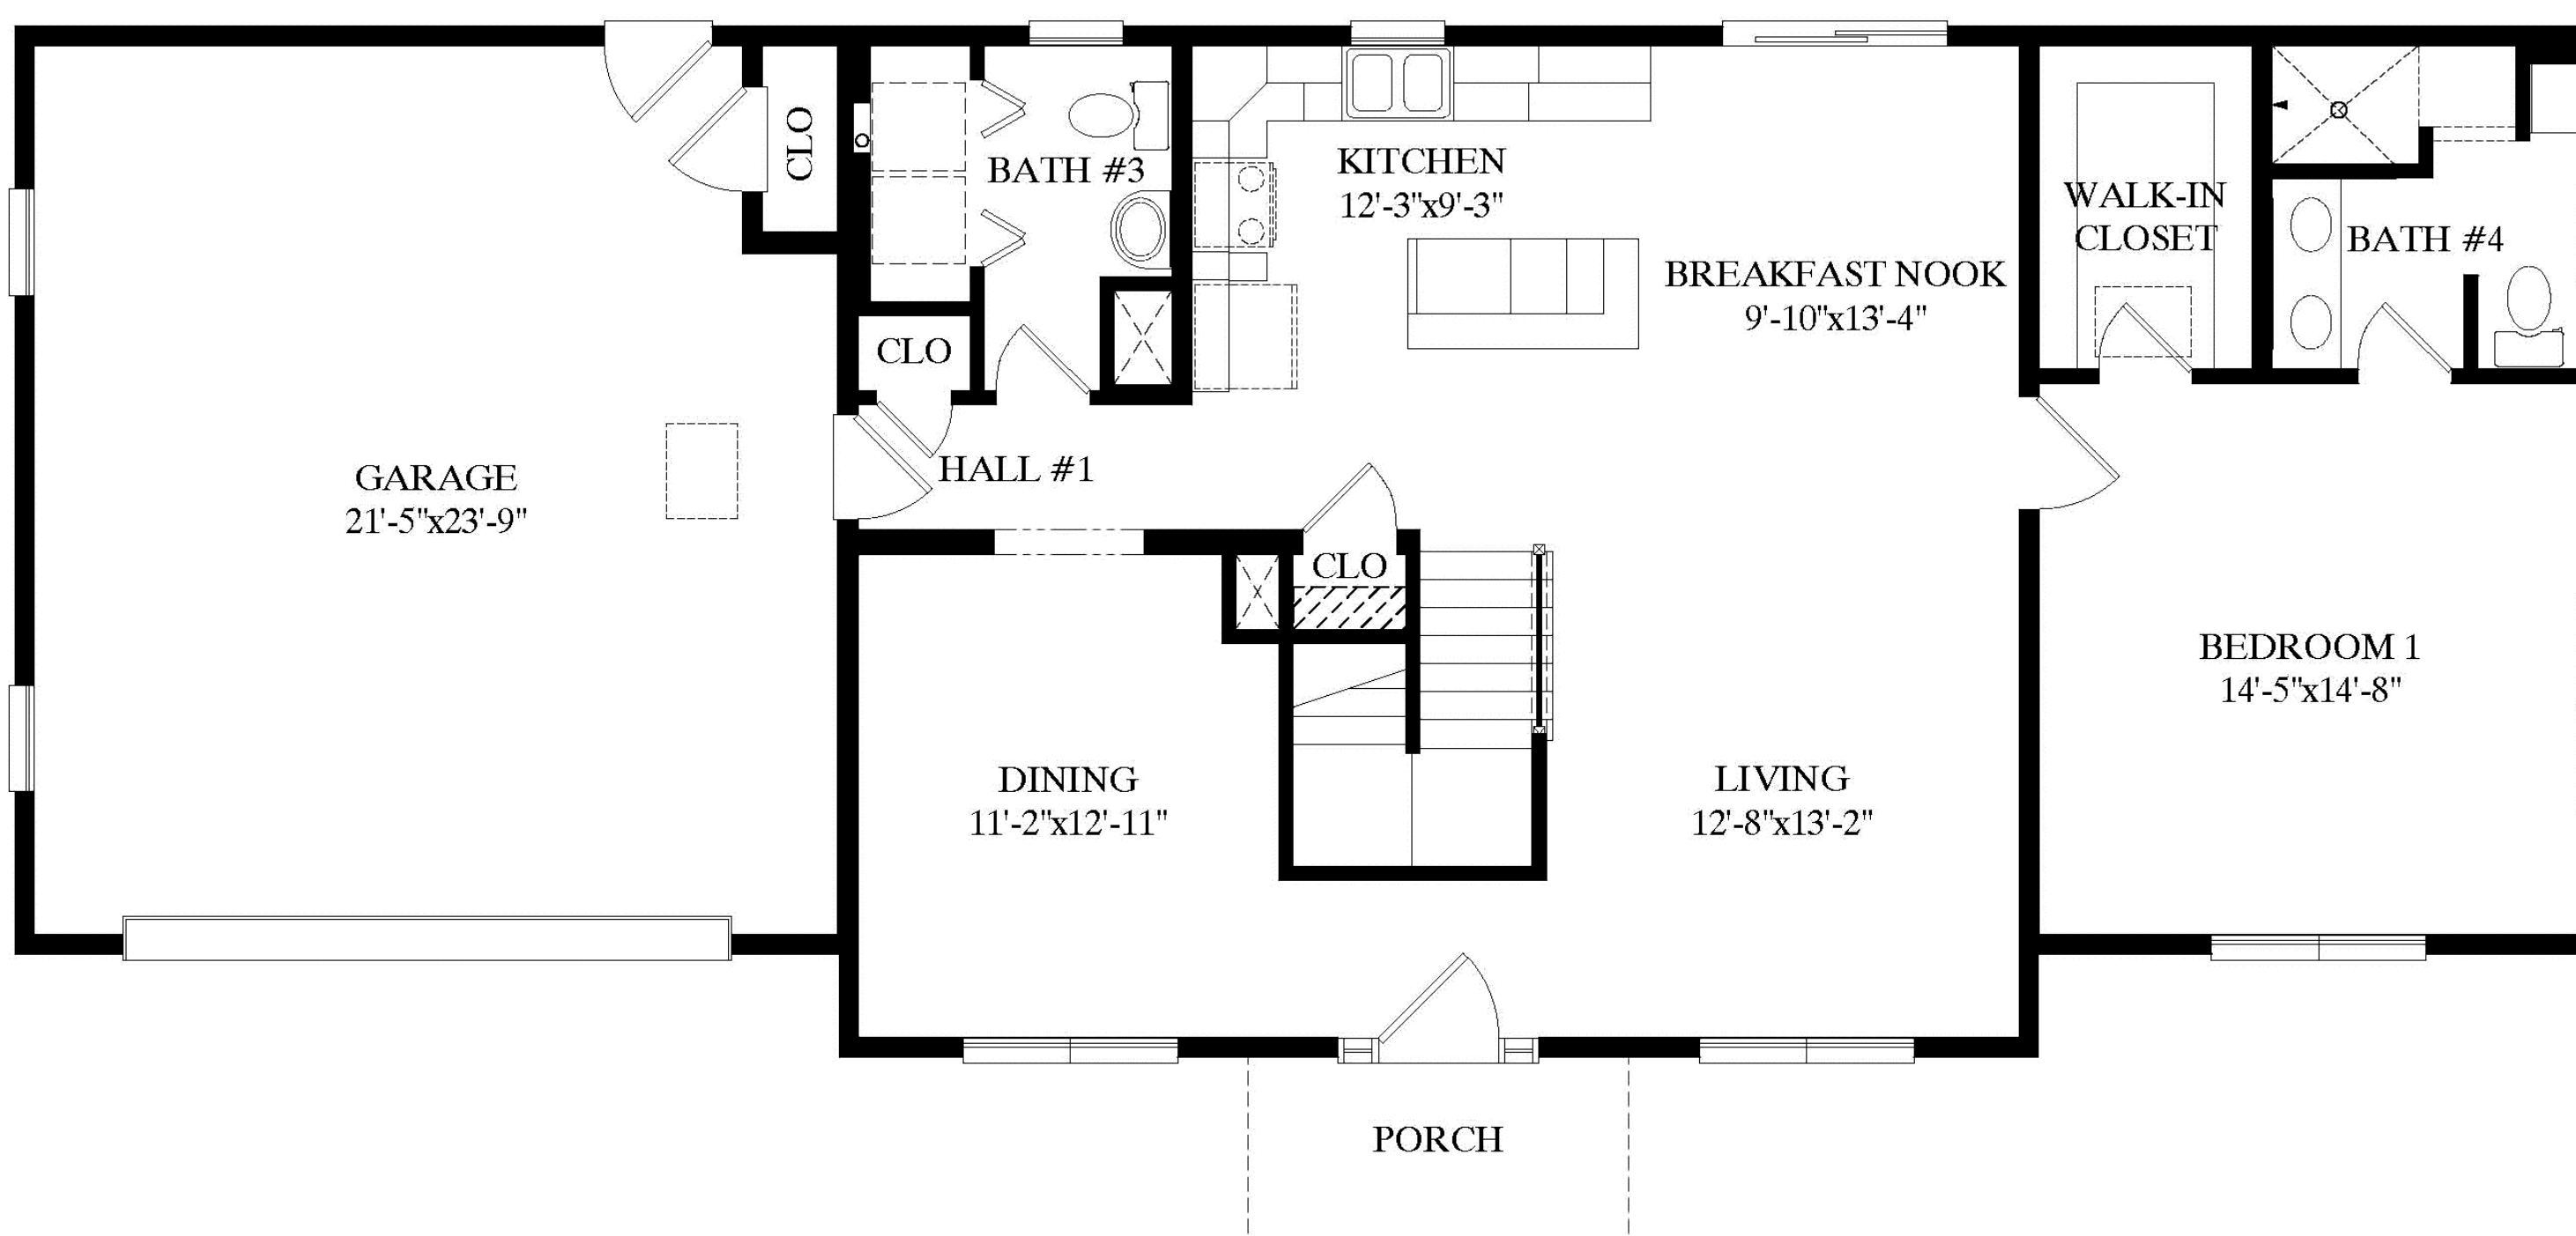 CLO
BATH #3
KITCHEN
12'-3"x9'-3"
WALK-IN
CLOSET
BATH #4
BREAKFAST NOOK
9'-10"x13'-4"
CLO
HALL #1
GARAGE
21'-5"x23'-9"
CLO
BEDROOM 1
14'-5"x14'-8"
DINING
11'-2"x12'-11"
LIVING
12'-8"x13'-2"
PORCH